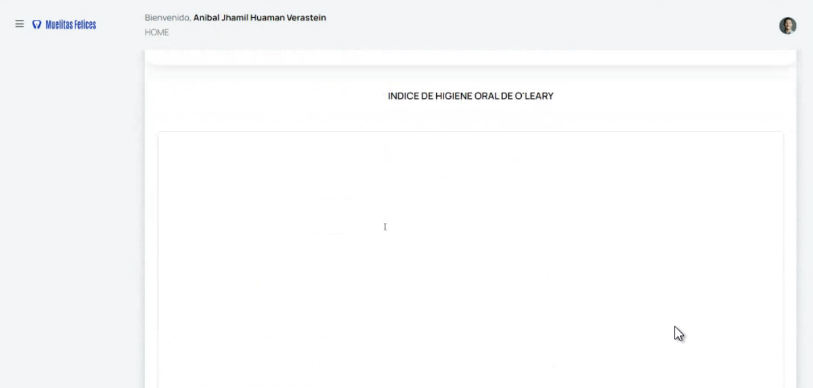 Muelitas Felices
Bienvenido, Anibal Jhamil Huaman Verastein
HOME
INDICE DE HIGIENE ORAL DE O'LEARY